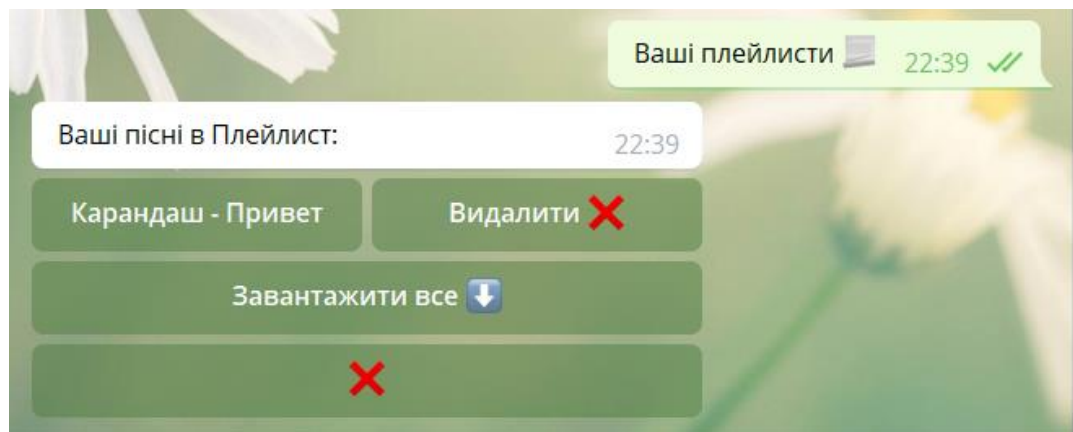 Ваші плейлисти 22:39
Ваші пісні в Плейлист: 22:39
Карандаш - Привет
Видалити ❌
Завантажити все ⬇️
❌